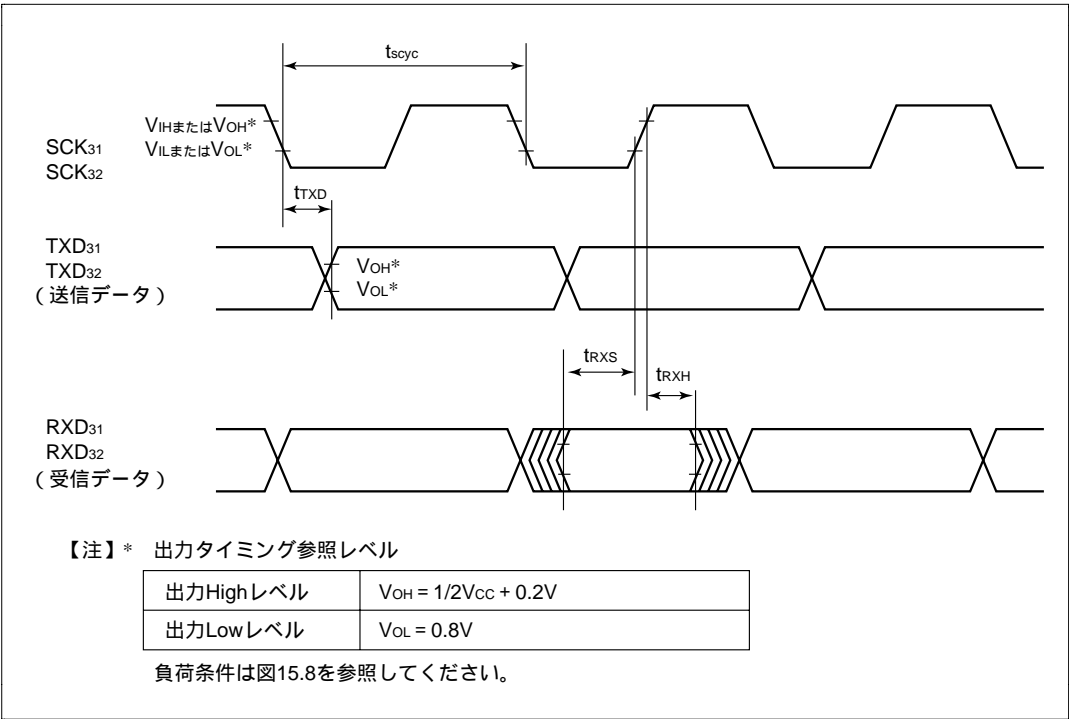 tscyc
VIHまたはVOH*
VILまたはVOL*
SCK31
SCK32
tTXD
TXD31
TXD32
(送信データ)
VOH*
VOL*
tRXS
tRXH
RXD31
RXD32
(受信データ)
【注】* 出力タイミング参照レベル
出力Highレベル VOH = 1/2Vcc + 0.2V
出力Lowレベル VOL = 0.8V
負荷条件は図15.8を参照してください。